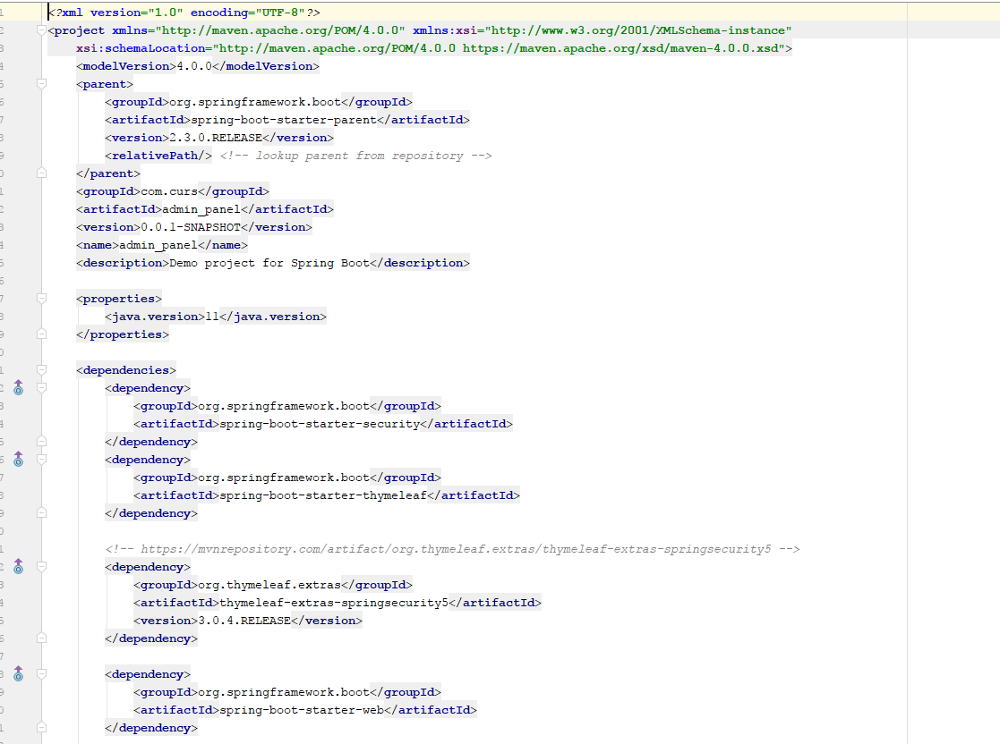 <?xml version="1.0" encoding="UTF-8"?>
<project xmlns="http://maven.apache.org/POM/4.0.0" xmlns:xsi="http://www.w3.org/2001/XMLSchema-instance"
xsi:schemaLocation="http://maven.apache.org/POM/4.0.0 https://maven.apache.org/xsd/maven-4.0.0.xsd">
<modelVersion>4.0.0</modelVersion>
<parent>
<groupId>org.springframework.boot</groupId>
<artifactId>spring-boot-starter-parent</artifactId>
<version>2.3.0.RELEASE</version>
<relativePath/> <!-- lookup parent from repository -->
</parent>
<groupId>com.curs</groupId>
<artifactId>admin_panel</artifactId>
<version>0.0.1-SNAPSHOT</version>
<name>admin_panel</name>
<description>Demo project for Spring Boot</description>
<properties>
<java.version>11</java.version>
</properties>
<dependencies>
<dependency>
<groupId>org.springframework.boot</groupId>
<artifactId>spring-boot-starter-security</artifactId>
</dependency>
<dependency>
<groupId>org.springframework.boot</groupId>
<artifactId>spring-boot-starter-thymeleaf</artifactId>
</dependency>
<!-- https://mvnrepository.com/artifact/org.thymeleaf.extras/thymeleaf-extras-springsecurity5 -->
<dependency>
<groupId>org.thymeleaf.extras</groupId>
<artifactId>thymeleaf-extras-springsecurity5</artifactId>
<version>3.0.4.RELEASE</version>
</dependency>
<dependency>
<groupId>org.springframework.boot</groupId>
<artifactId>spring-boot-starter-web</artifactId>
</dependency>